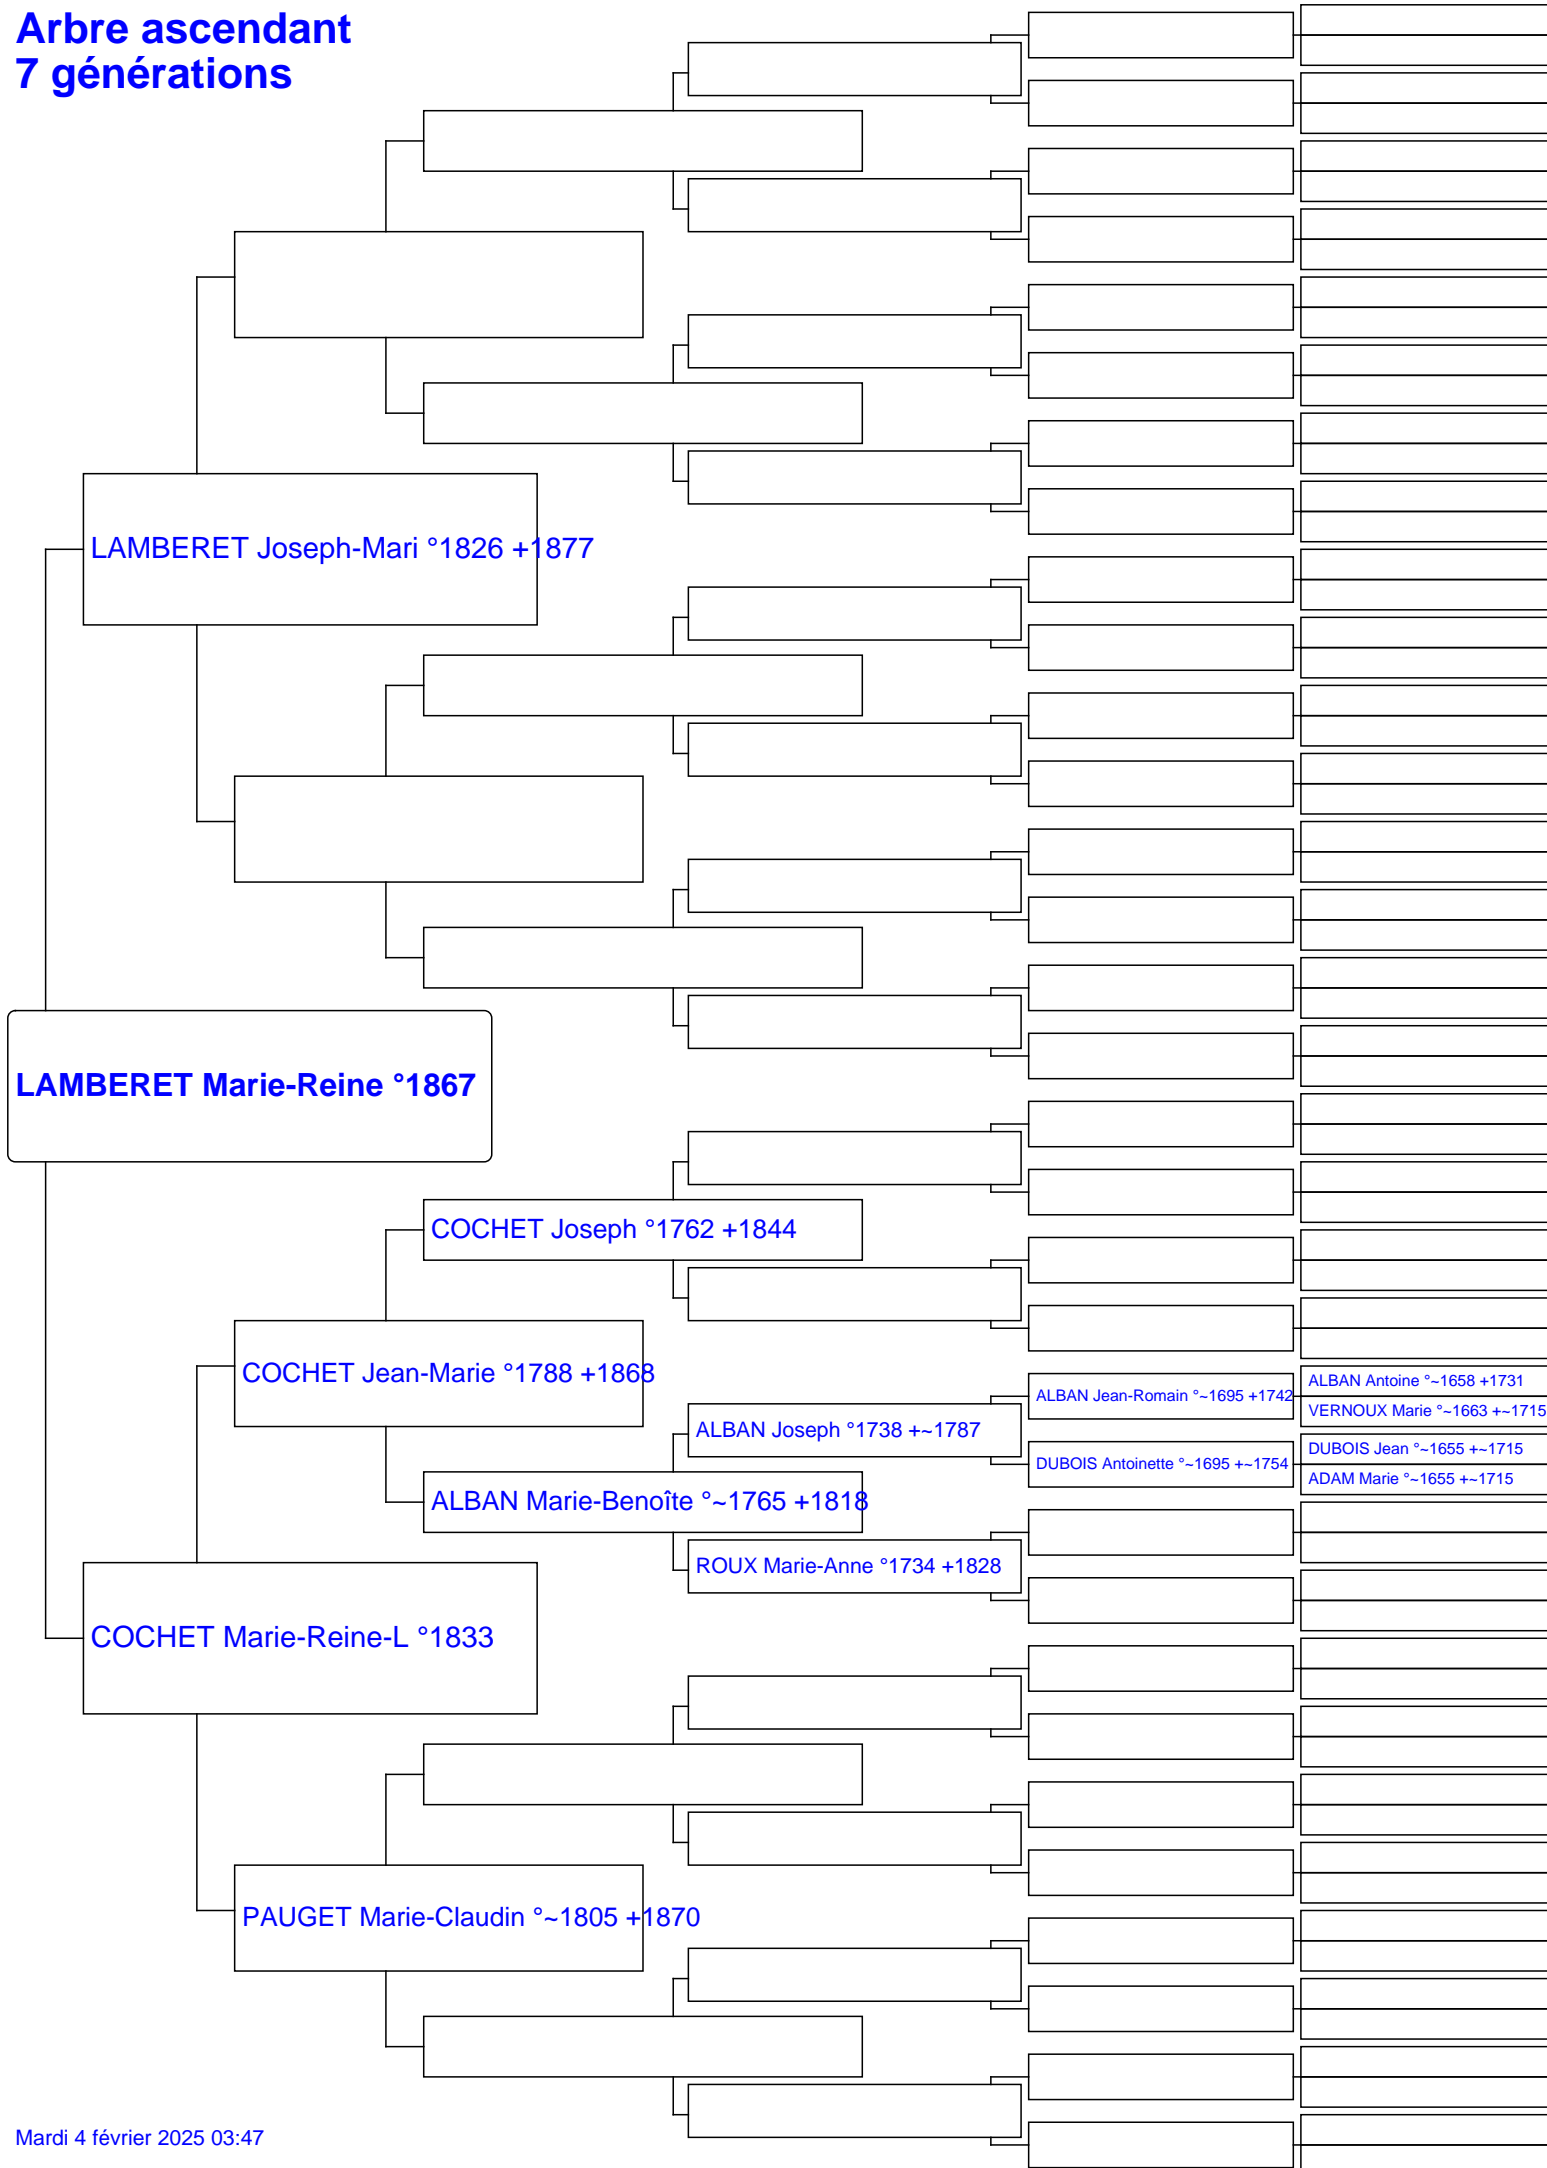 Arbre ascendant
7 générations
LAMBERET Joseph-Mari °1826 +1877
LAMBERET Marie-Reine °1867
COCHET Joseph °1762 +1844
COCHET Jean-Marie °1788 +1868
ALBAN Antoine °~1658 +1731
ALBAN Jean-Romain °~1695 +1742
VERNOUX Marie °~1663 +~1715
ALBAN Joseph °1738 +~1787
DUBOIS Jean °~1655 +~1715
DUBOIS Antoinette °~1695 +~1754
ADAM Marie °~1655 +~1715
ALBAN Marie-Benoîte °~1765 +1818
ROUX Marie-Anne °1734 +1828
COCHET Marie-Reine-L °1833
PAUGET Marie-Claudin °~1805 +1870
Mardi 4 février 2025 03:47